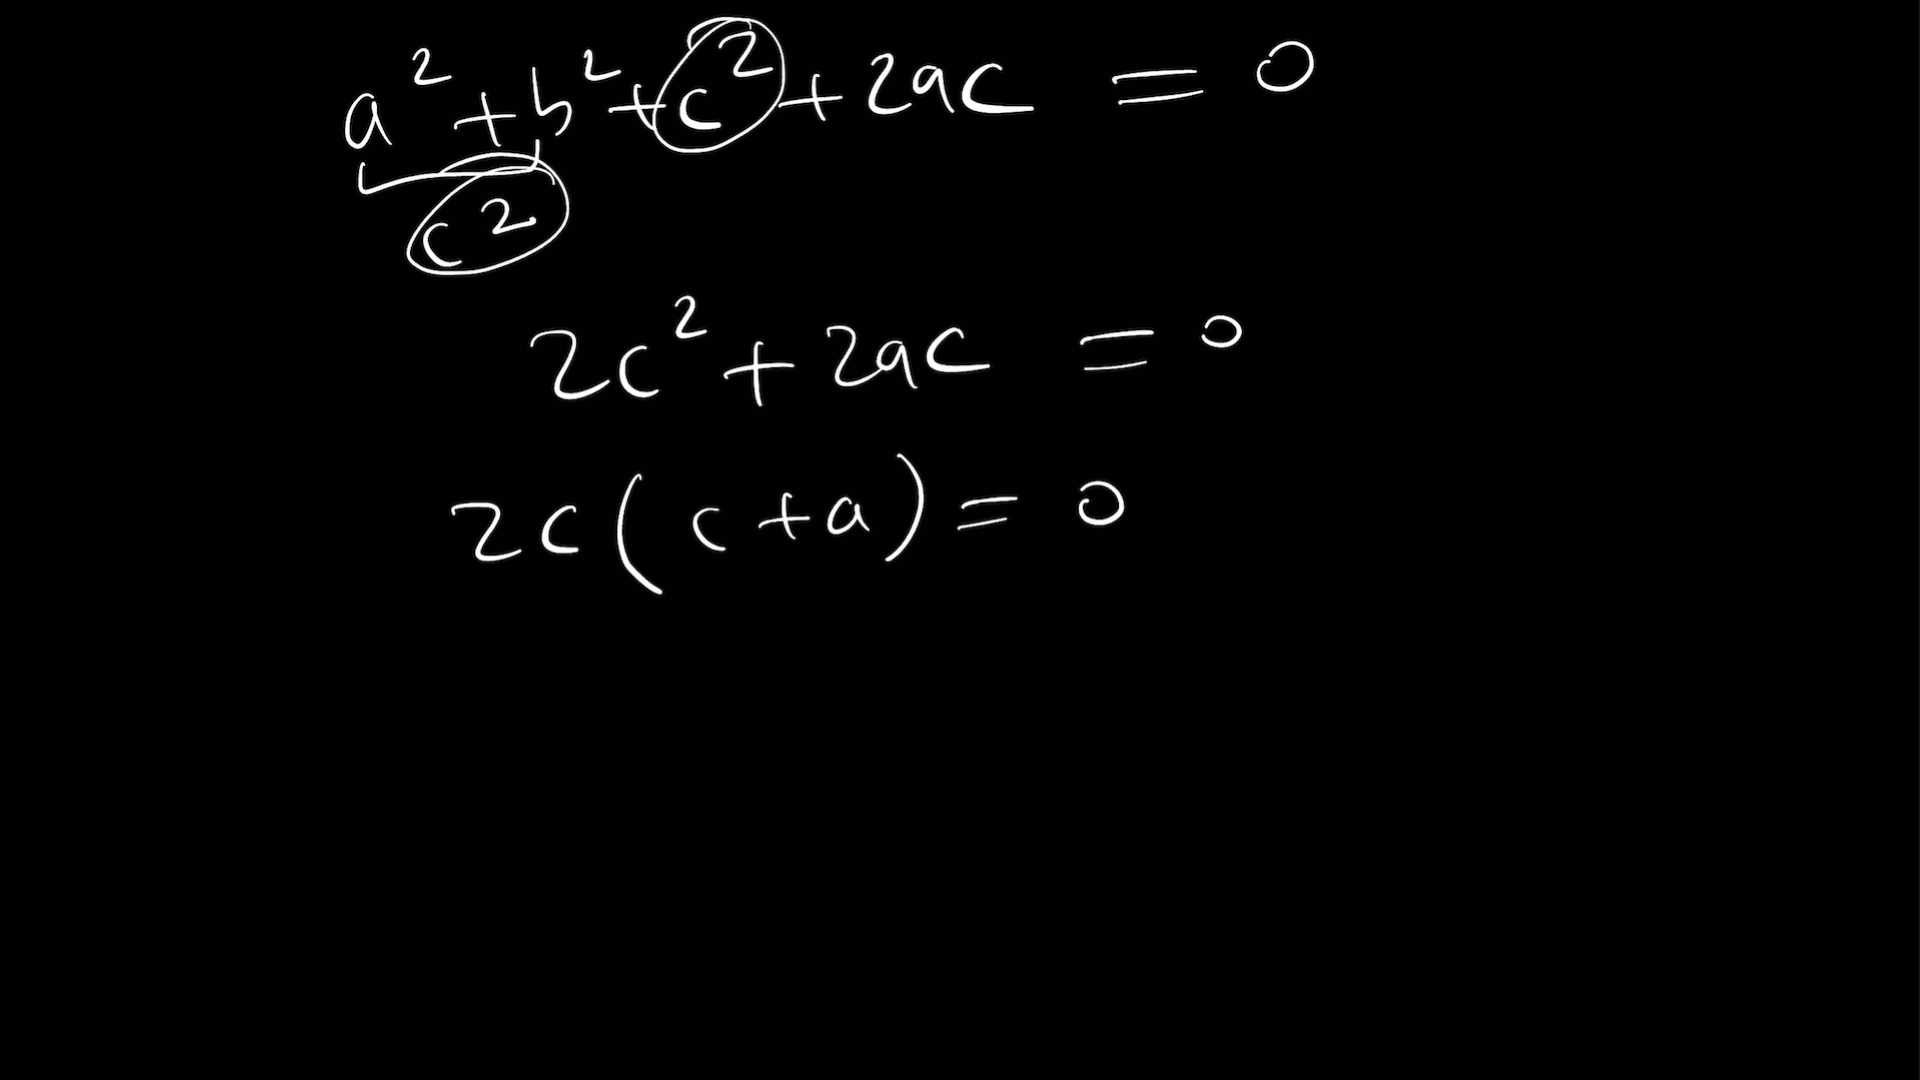 a² + b² + c² + 2ac = 0
c²
2c² + 2ac = 0
2c(c + a) = 0